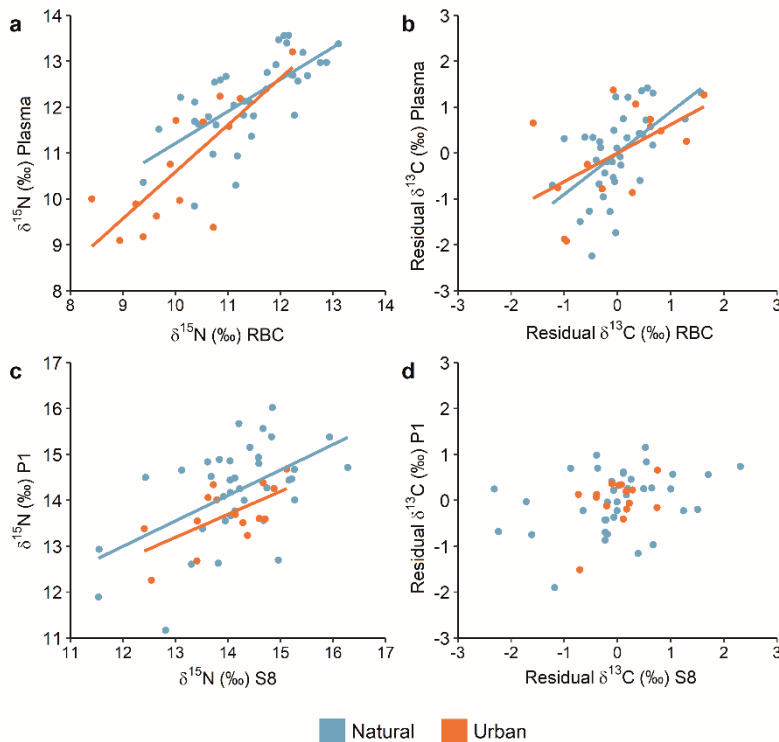 a
b
δ¹⁵N (‰) Plasma
14
13
12
11
10
9
8
8 9 10 11 12 13 14
δ¹⁵N (‰) RBC
Residual δ¹³C (‰) Plasma
3
2
1
0
-1
-2
-3
-3 -2 -1 0 1 2 3
Residual δ¹³C (‰) RBC
c
d
δ¹⁵N (‰) P1
17
16
15
14
13
12
11
11 12 13 14 15 16 17
δ¹⁵N (‰) S8
Residual δ¹³C (‰) P1
3
2
1
0
-1
-2
-3
-3 -2 -1 0 1 2 3
Residual δ¹³C (‰) S8
Natural Urban